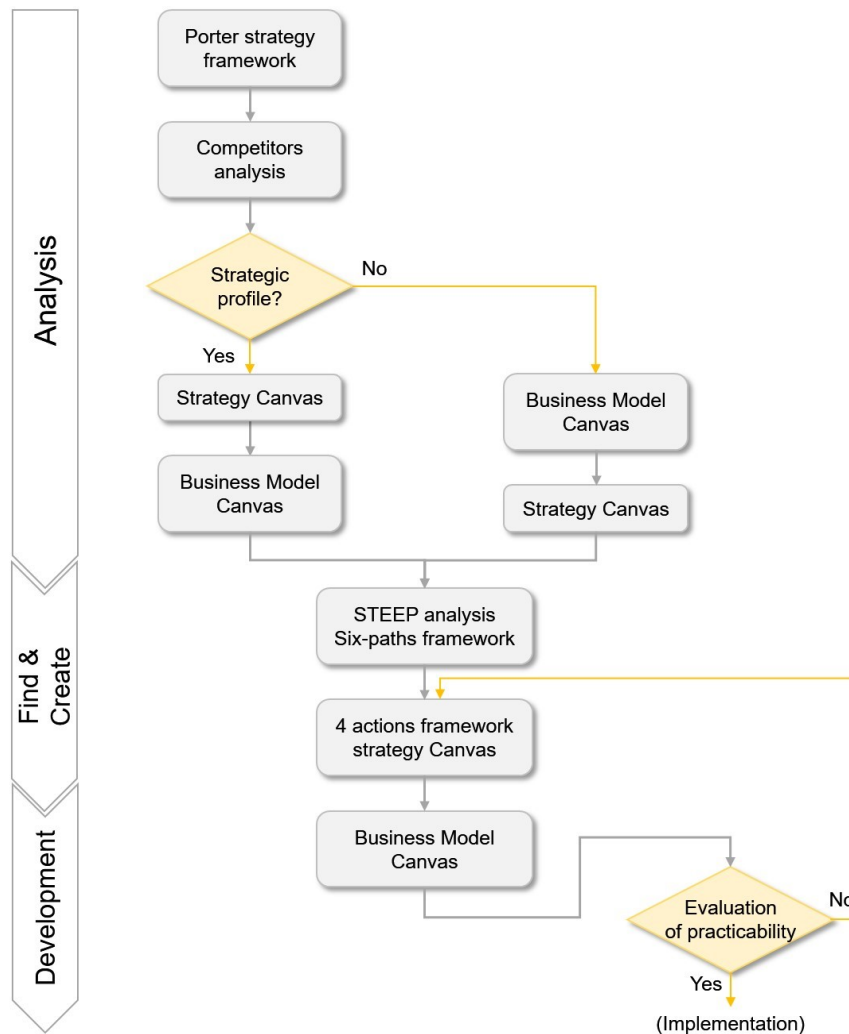 Analysis
Porter strategy
framework
Competitors
analysis
Strategic
profile?
No
Yes
Strategy Canvas
Business Model
Canvas
Business Model
Canvas
Strategy Canvas
Find &
Create
STEEP analysis
Six-paths framework
4 actions framework
strategy Canvas
Development
Business Model
Canvas
Evaluation
of practicability
No
Yes
(Implementation)